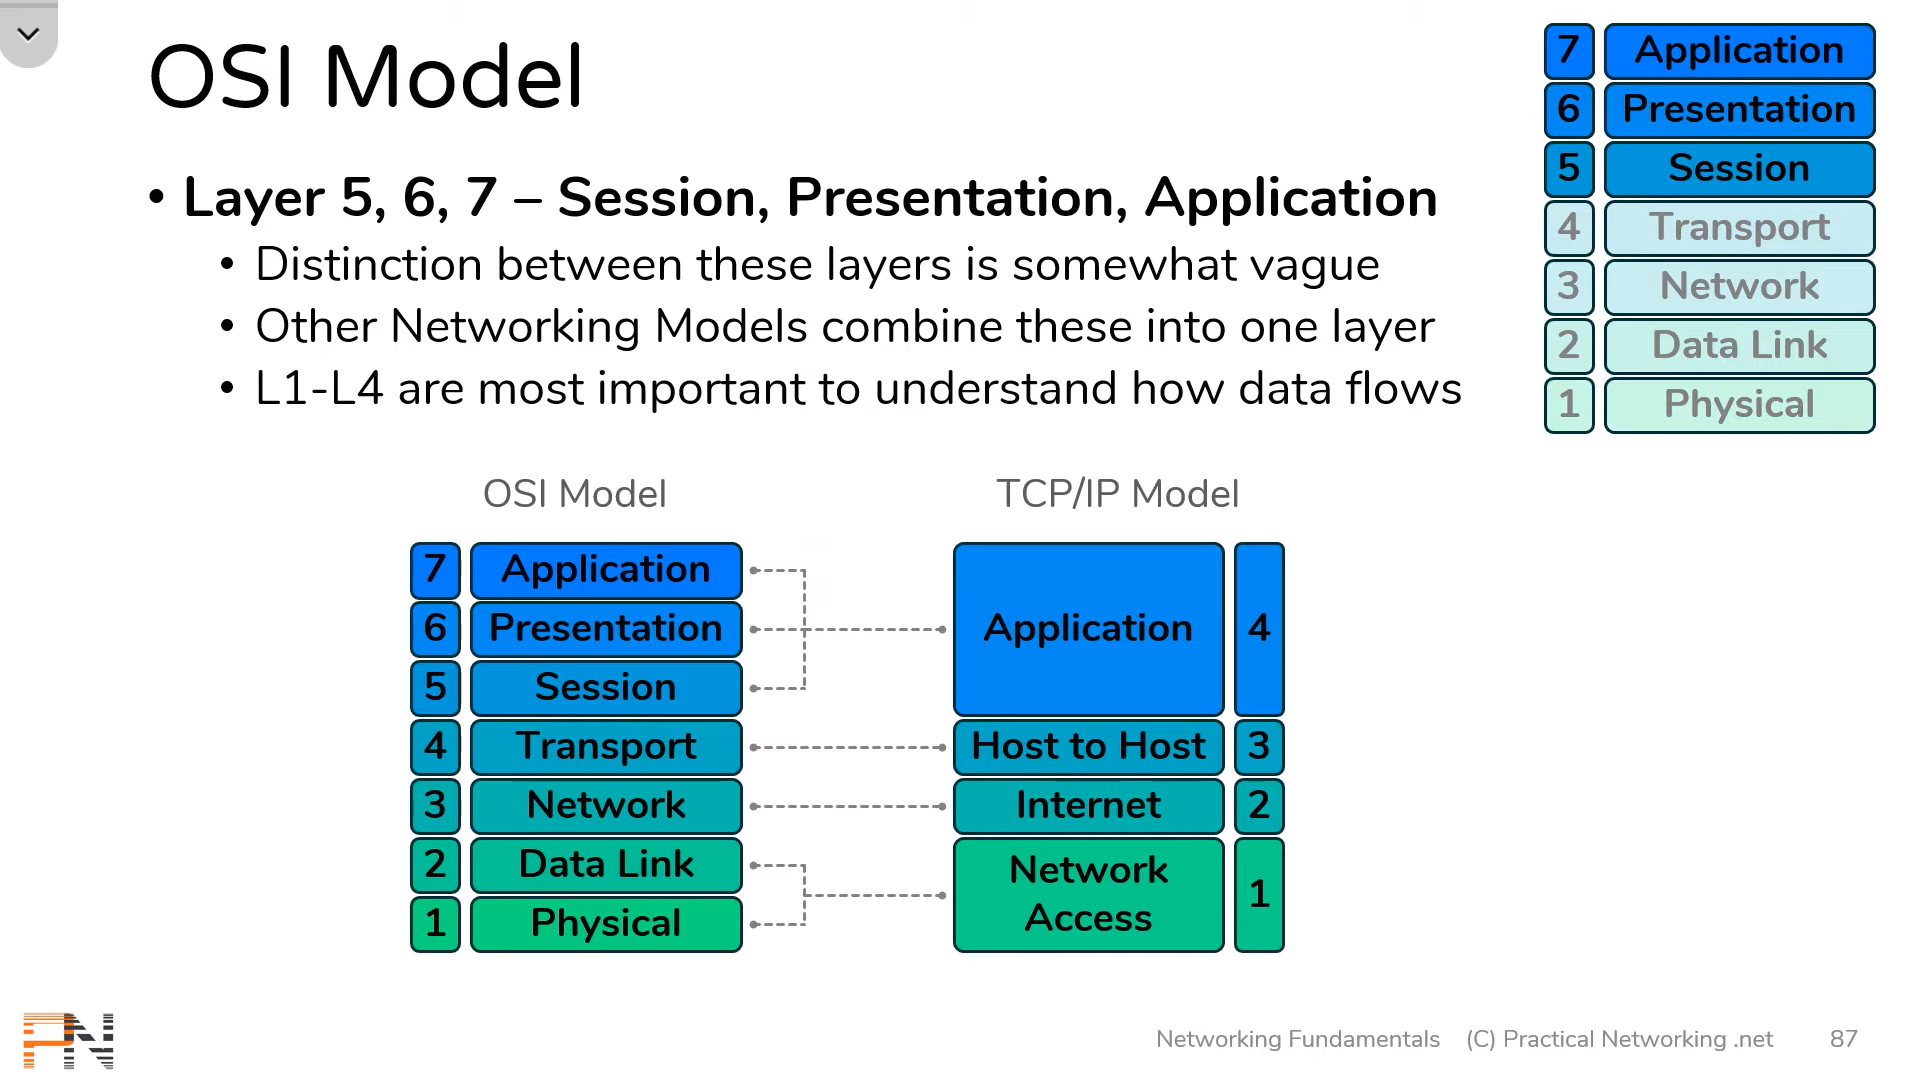 OSI Model
• Layer 5, 6, 7 – Session, Presentation, Application
• Distinction between these layers is somewhat vague
• Other Networking Models combine these into one layer
• L1-L4 are most important to understand how data flows
7 Application
6 Presentation
5 Session
4 Transport
3 Network
2 Data Link
1 Physical
OSI Model
7 Application
6 Presentation
5 Session
4 Transport
3 Network
2 Data Link
1 Physical
TCP/IP Model
Application 4
Host to Host 3
Internet 2
Network
Access 1
PN
Networking Fundamentals (C) Practical Networking .net 87